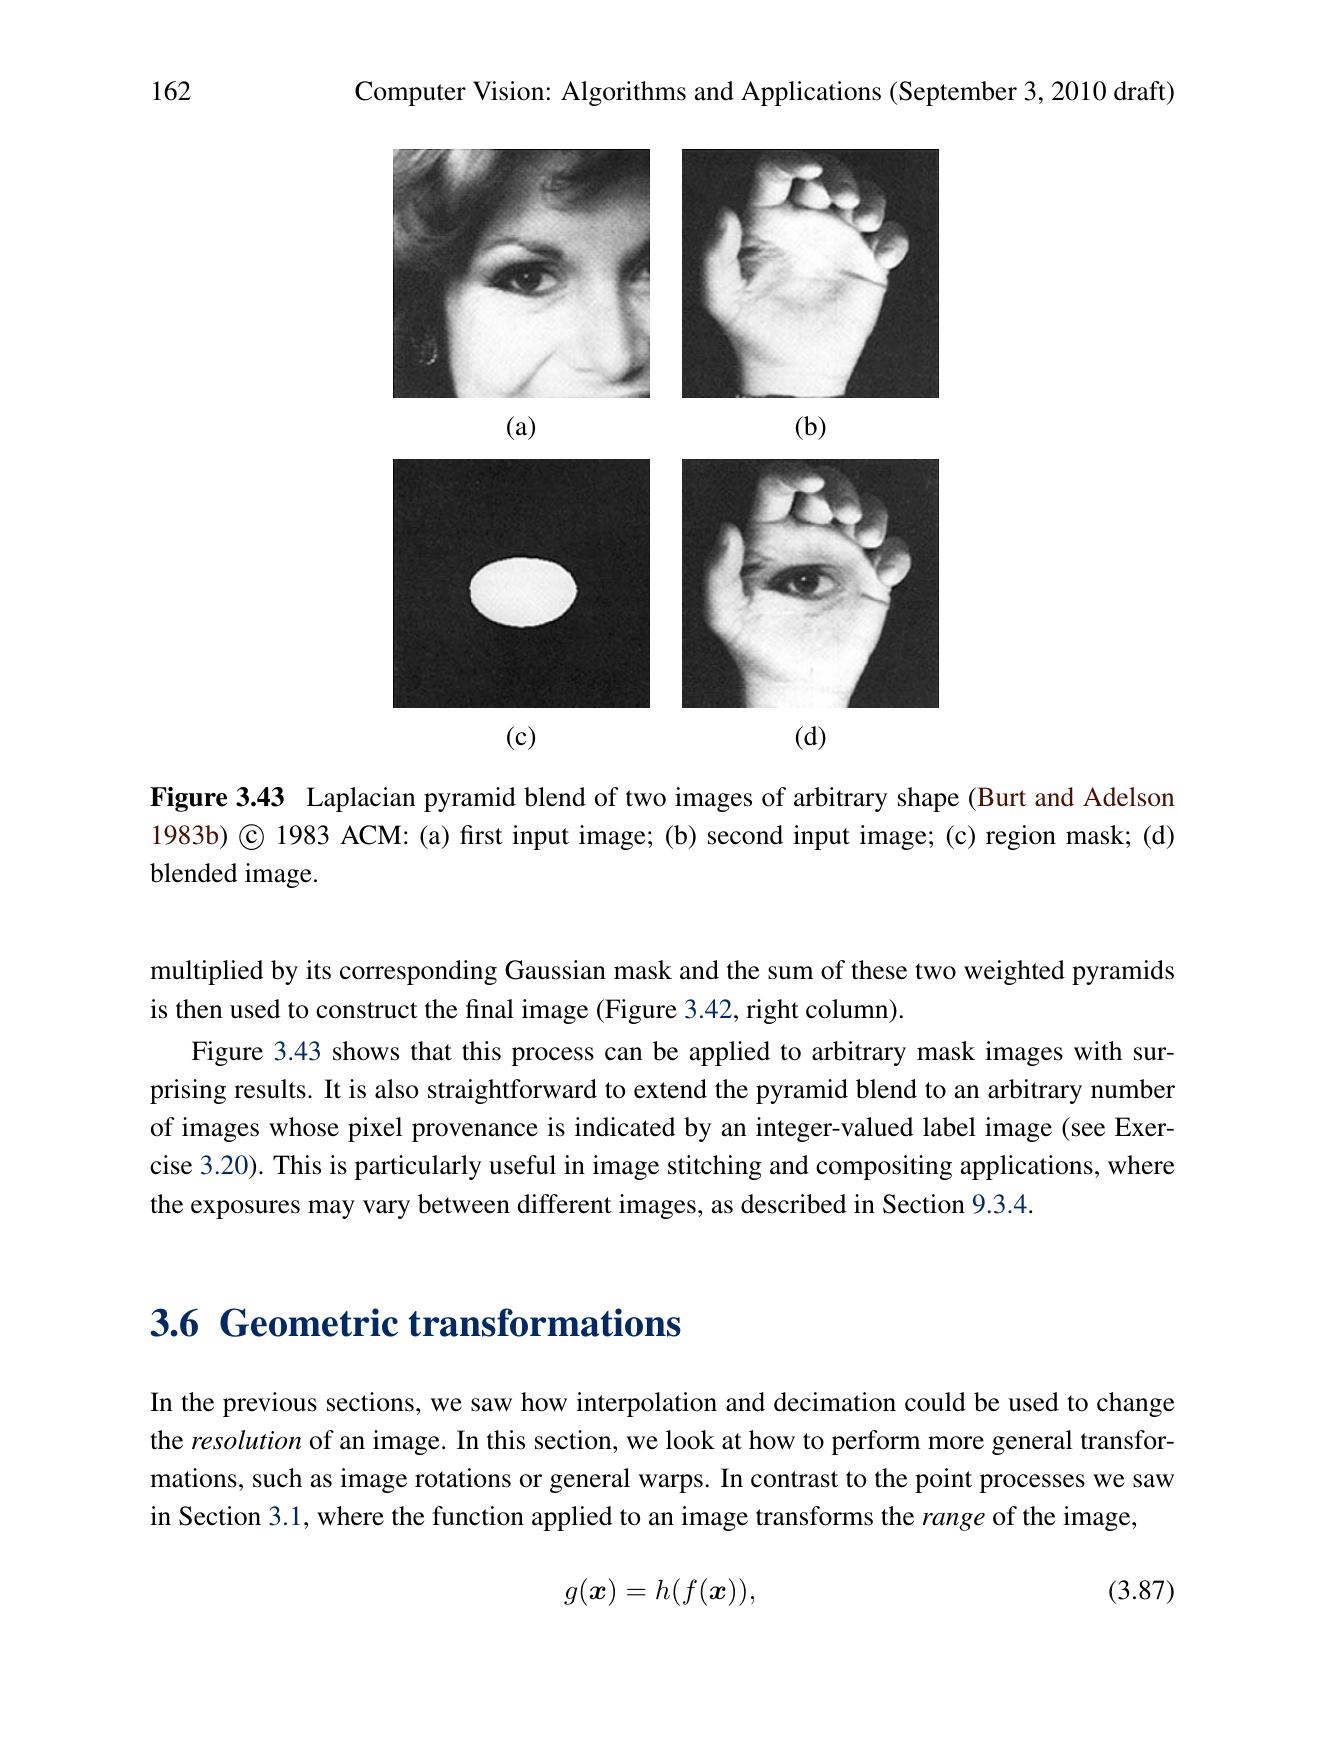 162 Computer Vision: Algorithms and Applications (September 3, 2010 draft)
(a) (b)
(c) (d)
Figure 3.43 Laplacian pyramid blend of two images of arbitrary shape (Burt and Adelson
1983b) © 1983 ACM: (a) first input image; (b) second input image; (c) region mask; (d)
blended image.
multiplied by its corresponding Gaussian mask and the sum of these two weighted pyramids
is then used to construct the final image (Figure 3.42, right column).
Figure 3.43 shows that this process can be applied to arbitrary mask images with sur-
prising results. It is also straightforward to extend the pyramid blend to an arbitrary number
of images whose pixel provenance is indicated by an integer-valued label image (see Exer-
cise 3.20). This is particularly useful in image stitching and compositing applications, where
the exposures may vary between different images, as described in Section 9.3.4.
3.6 Geometric transformations
In the previous sections, we saw how interpolation and decimation could be used to change
the resolution of an image. In this section, we look at how to perform more general transfor-
mations, such as image rotations or general warps. In contrast to the point processes we saw
in Section 3.1, where the function applied to an image transforms the range of the image,
g(x) = h(f(x)), (3.87)